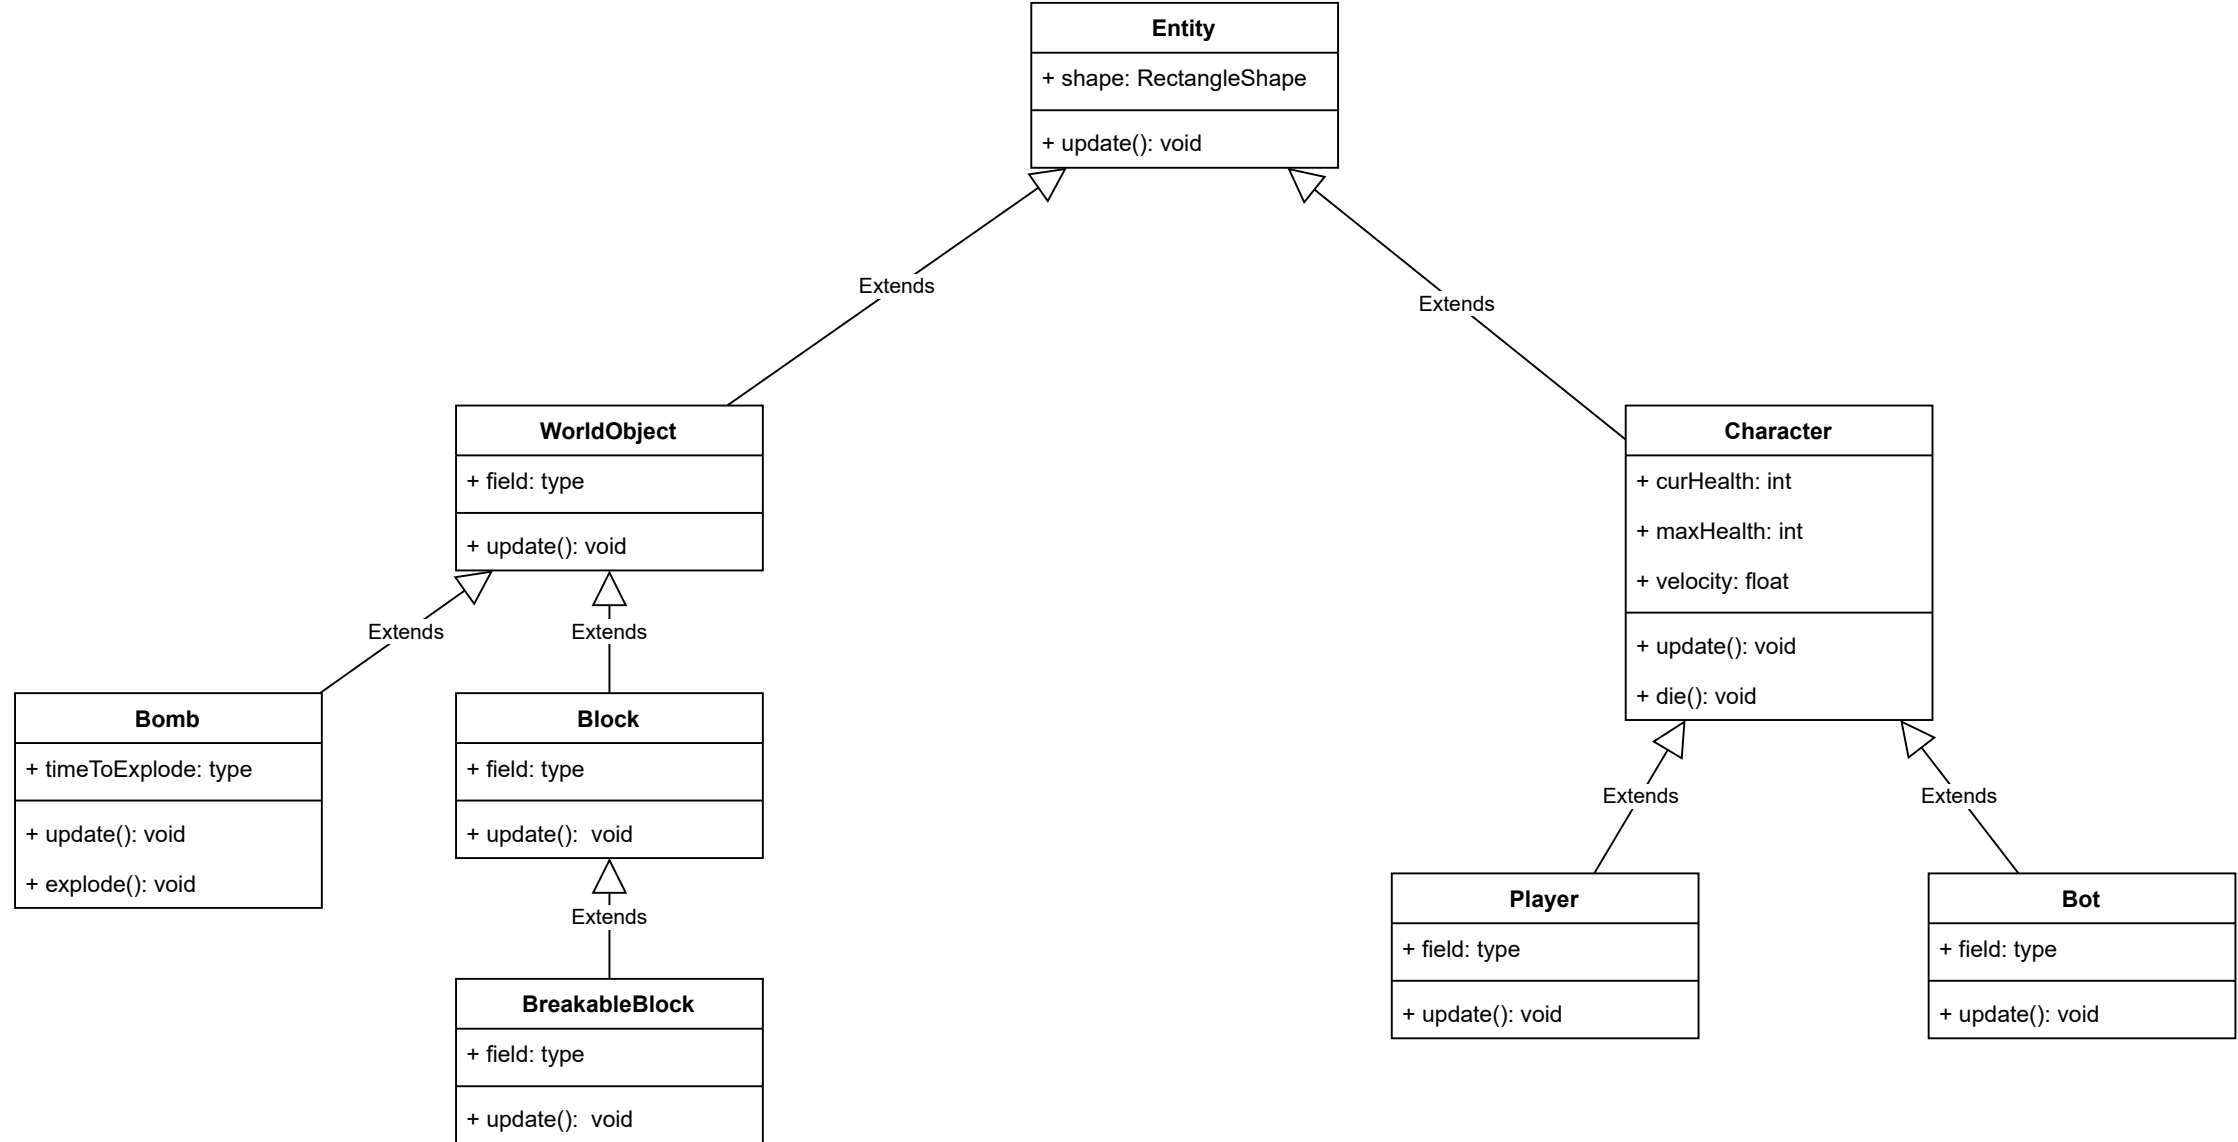 Entity
+ shape: RectangleShape
+ update(): void
Extends
Extends
WorldObject
+ field: type
+ update(): void
Character
+ curHealth: int
+ maxHealth: int
+ velocity: float
+ update(): void
+ die(): void
Extends
Extends
Bomb
+ timeToExplode: type
+ update(): void
+ explode(): void
Block
+ field: type
+ update():  void
Extends
Extends
Extends
BreakableBlock
+ field: type
+ update():  void
Player
+ field: type
+ update(): void
Bot
+ field: type
+ update(): void